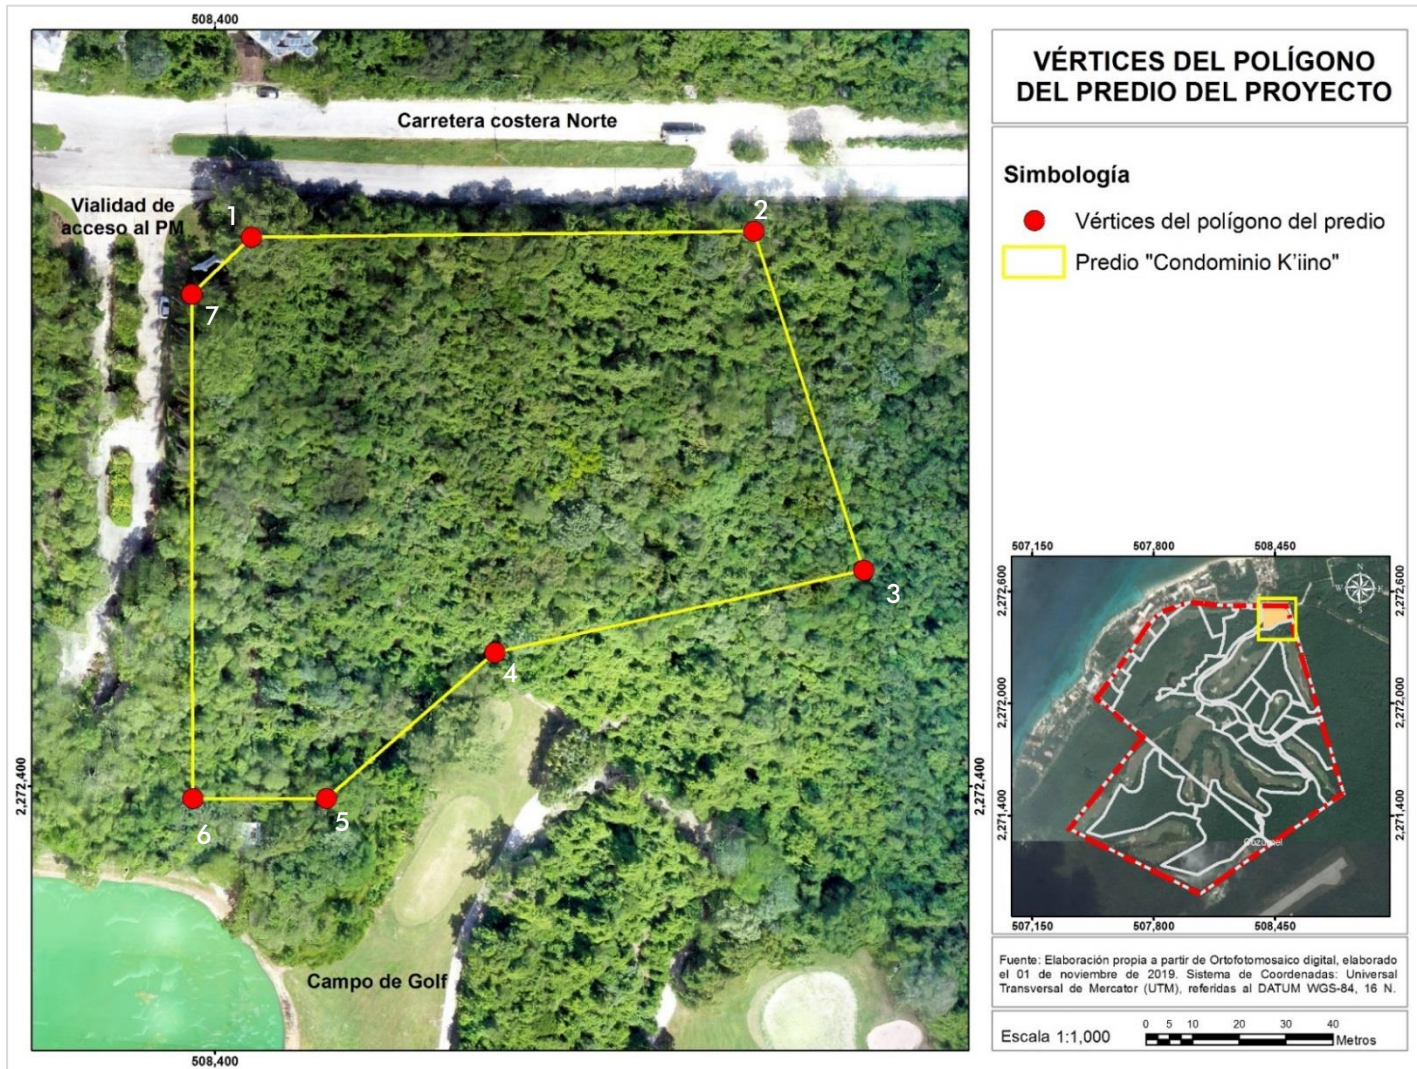 508,400
Carretera costera Norte
Vialidad de
acceso al PM
1
2
7
3
4
6
5
2,272,400
2,272,400
Campo de Golf
508,400
VÉRTICES DEL POLÍGONO
DEL PREDIO DEL PROYECTO
Simbología
Vértices del polígono del predio
Predio "Condominio K'iino"
507,150
507,800
508,450
2,272,600
2,272,600
N
W
E
S
2,272,000
2,272,000
2,271,400
2,271,400
Cozumel
507,150
507,800
508,450
Fuente: Elaboración propia a partir de Ortofotomosaico digital, elaborado
el 01 de noviembre de 2019. Sistema de Coordenadas: Universal
Transversal de Mercator (UTM), referidas al DATUM WGS-84, 16 N.
Escala 1:1,000
0 5 10 20 30 40
Metros